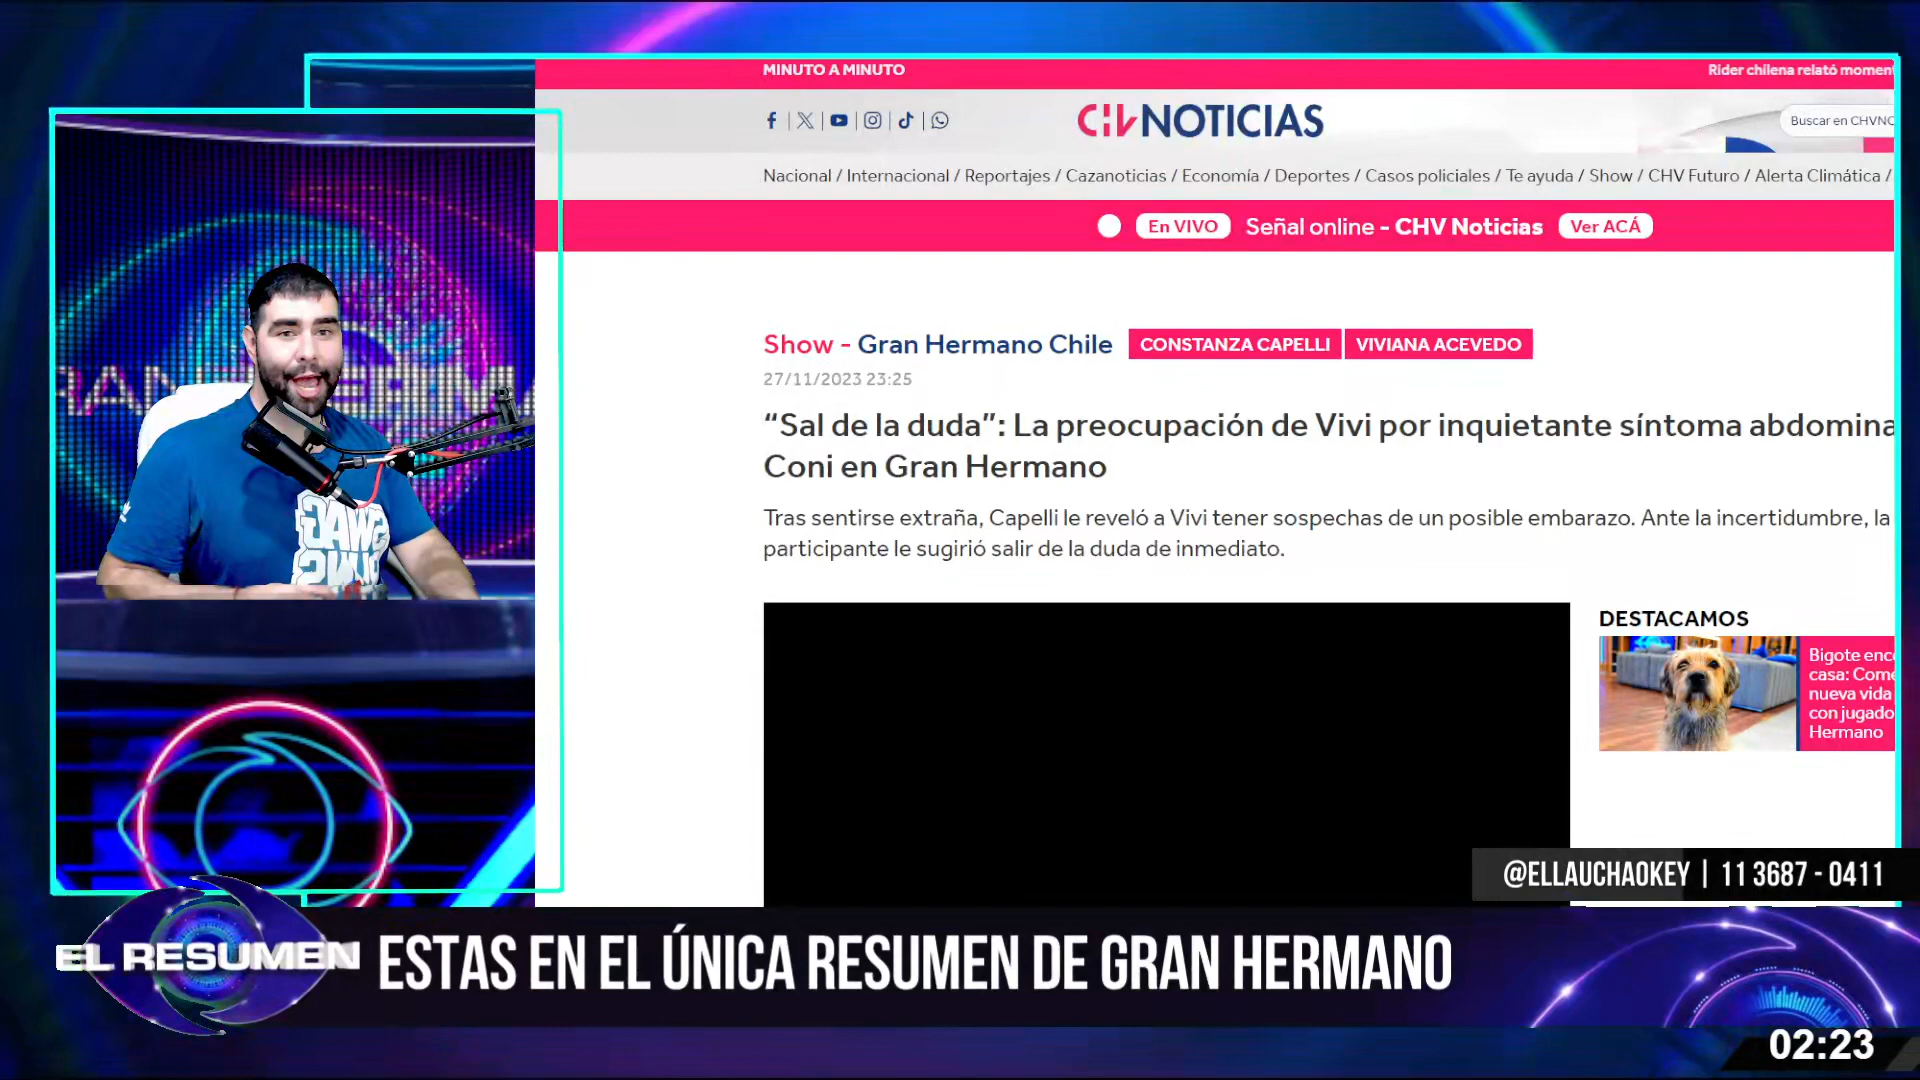 MINUTO A MINUTO
Rider chilena relató moment
CHV NOTICIAS
Buscar en CHVNO
Nacional / Internacional / Reportajes / Cazanoticias / Economía / Deportes / Casos policiales / Te ayuda / Show / CHV Futuro / Alerta Climática /
En VIVO Señal online - CHV Noticias Ver ACÁ
Show - Gran Hermano Chile CONSTANZA CAPELLI VIVIANA ACEVEDO
27/11/2023 23:25
“Sal de la duda”: La preocupación de Vivi por inquietante síntoma abdomina
Coni en Gran Hermano
Tras sentirse extraña, Capelli le reveló a Vivi tener sospechas de un posible embarazo. Ante la incertidumbre, la
participante le sugirió salir de la duda de inmediato.
DESTACAMOS
Bigote enc
casa: Com
nueva vida
con jugado
Hermano
@ELLAUCHAOKEY | 11 3687 - 0411
EL RESUMEN
ESTAS EN EL ÚNICA RESUMEN DE GRAN HERMANO
02:23